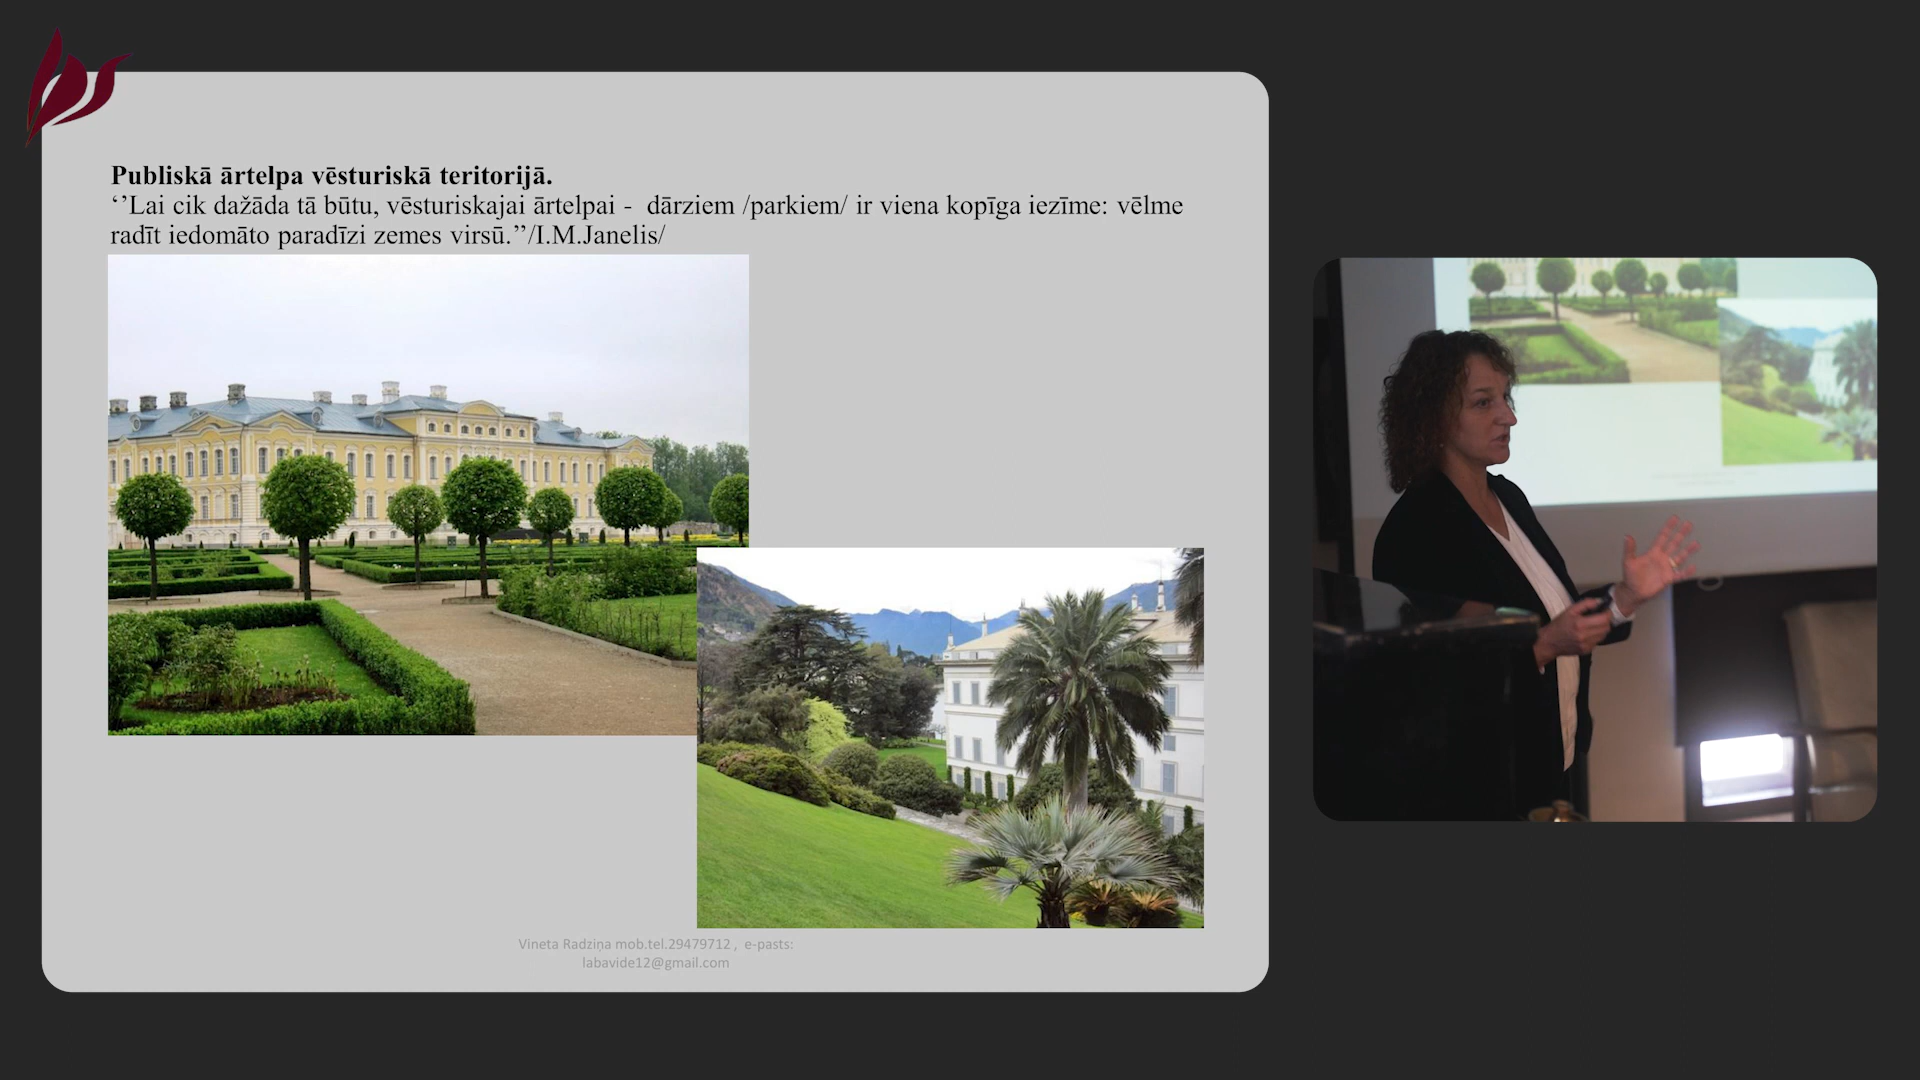 Publiskā ārtelpa vēsturiskā teritorijā.
‘’Lai cik dažāda tā būtu, vēsturiskajai ārtelpai -  dārziem /parkiem/ ir viena kopīga iezīme: vēlme
radīt iedomāto paradīzi zemes virsū.’’/I.M.Janelis/
Vineta Radziņa mob.tel.29479712 ,  e-pasts:
labavide12@gmail.com